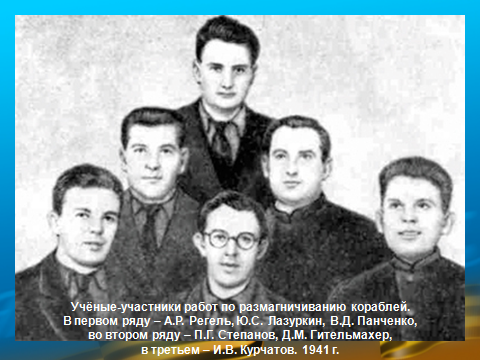 Учёные-участники работ по размагничиванию кораблей.
В первом ряду – А.Р. Регель, Ю.С. Лазуркин, В.Д. Панченко,
во втором ряду – П.Г. Степанов, Д.М. Гительмахер,
в третьем – И.В. Курчатов. 1941 г.